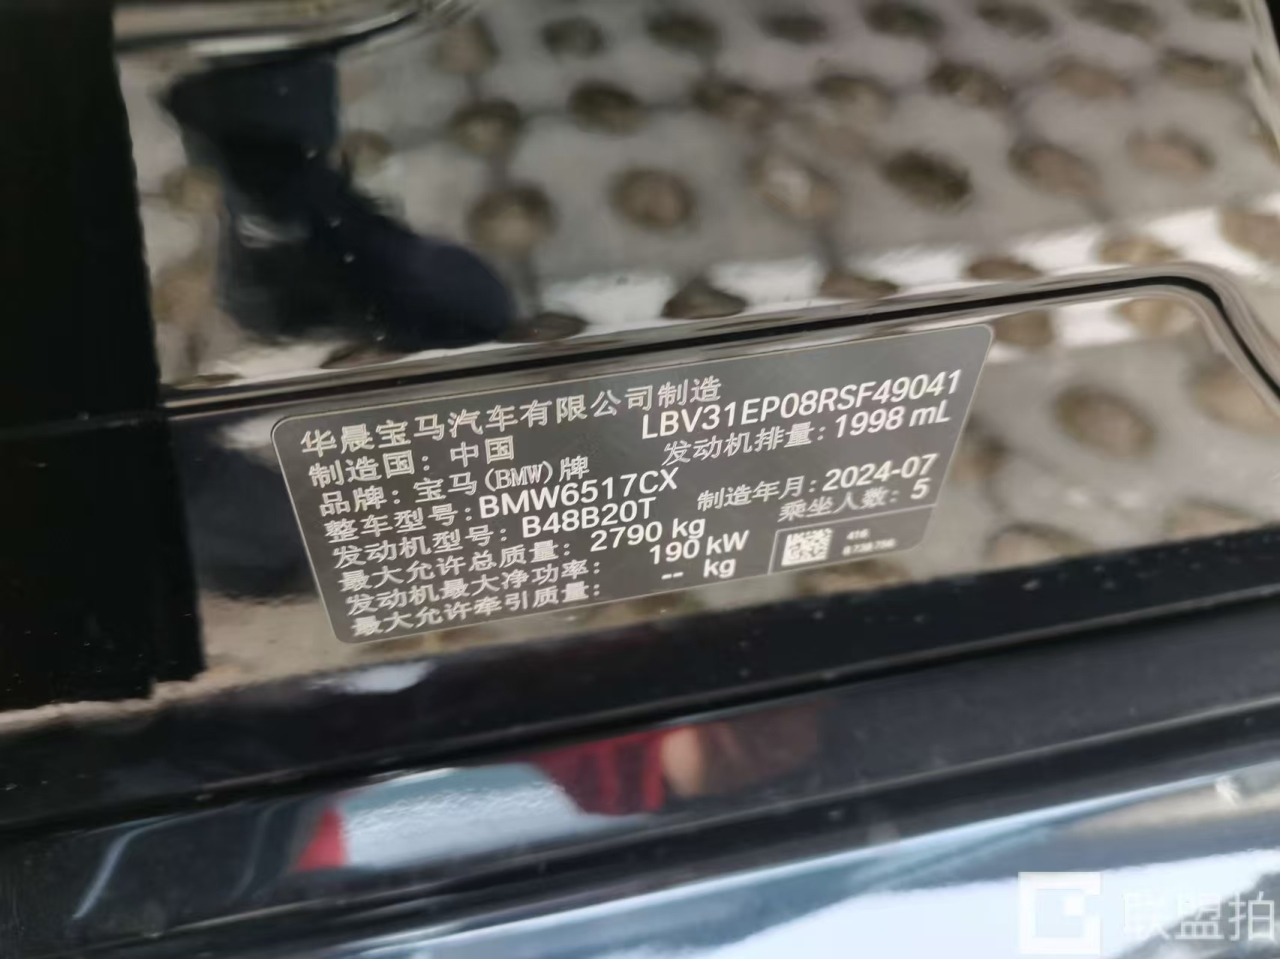 华晨宝马汽车有限公司制造
制造国：中国 LBV31EP08RSF49041
品牌：宝马(BMW)牌 发动机排量：1998 mL
整车型号：BMW6517CX
发动机型号：B48B20T 制造年月：2024-07
最大允许总质量：2790 kg 乘坐人数：5
发动机最大净功率：190 kW
最大允许牵引质量：-- kg
416
联盟拍